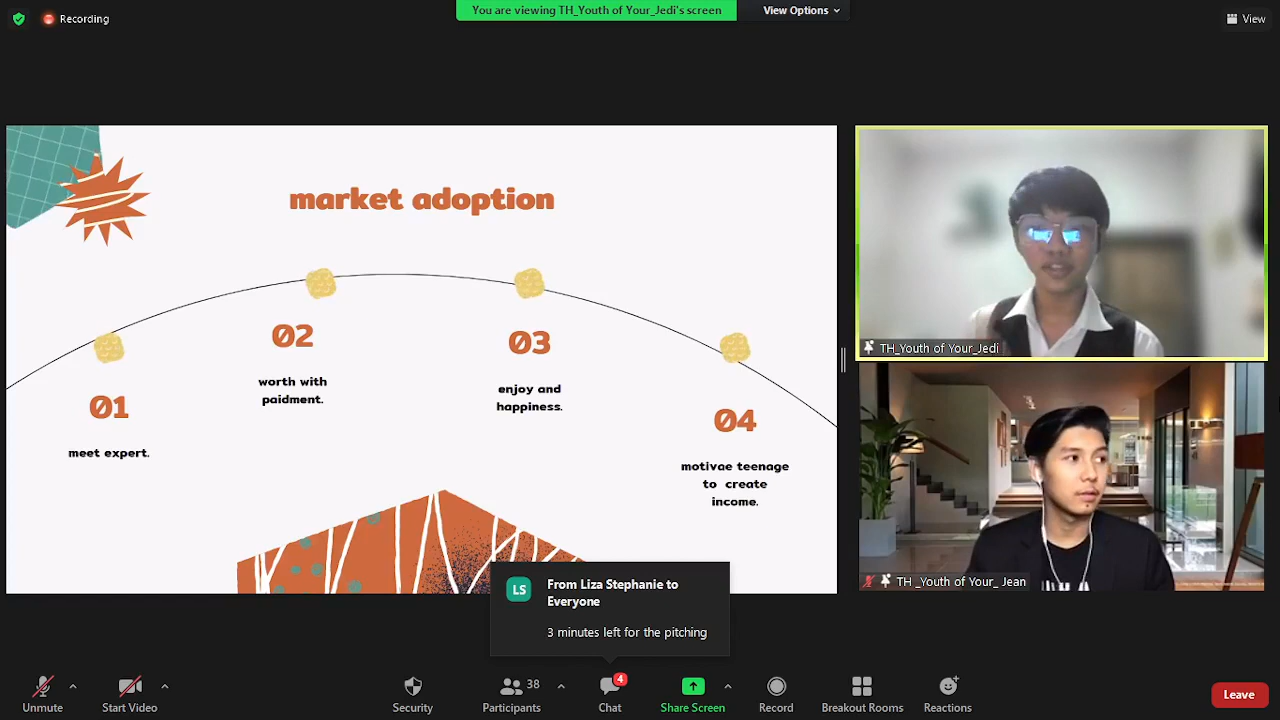 Recording
You are viewing TH_Youth of Your_Jedi's screen
View Options
View
market adoption
01
meet expert.
02
worth with
paidment.
03
enjoy and
happiness.
04
motivae teenage
to create
income.
TH_Youth of Your_Jedi
TH_Youth of Your_ Jean
LS
From Liza Stephanie to
Everyone
3 minutes left for the pitching
Unmute
Start Video
Security
38
Participants
4
Chat
Share Screen
Record
Breakout Rooms
Reactions
Leave